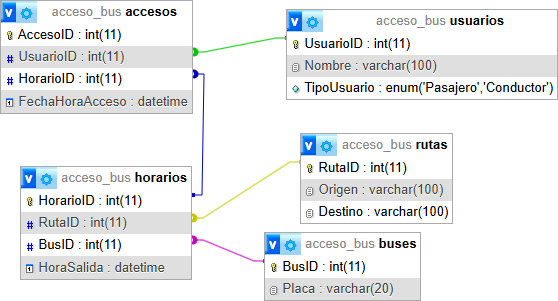 acceso_bus accesos
AccesoID : int(11)
UsuarioID : int(11)
HorarioID : int(11)
FechaHoraAcceso : datetime
acceso_bus usuarios
UsuarioID : int(11)
Nombre : varchar(100)
TipoUsuario : enum('Pasajero','Conductor')
acceso_bus rutas
RutaID : int(11)
Origen : varchar(100)
Destino : varchar(100)
acceso_bus horarios
HorarioID : int(11)
RutaID : int(11)
BusID : int(11)
HoraSalida : datetime
acceso_bus buses
BusID : int(11)
Placa : varchar(20)